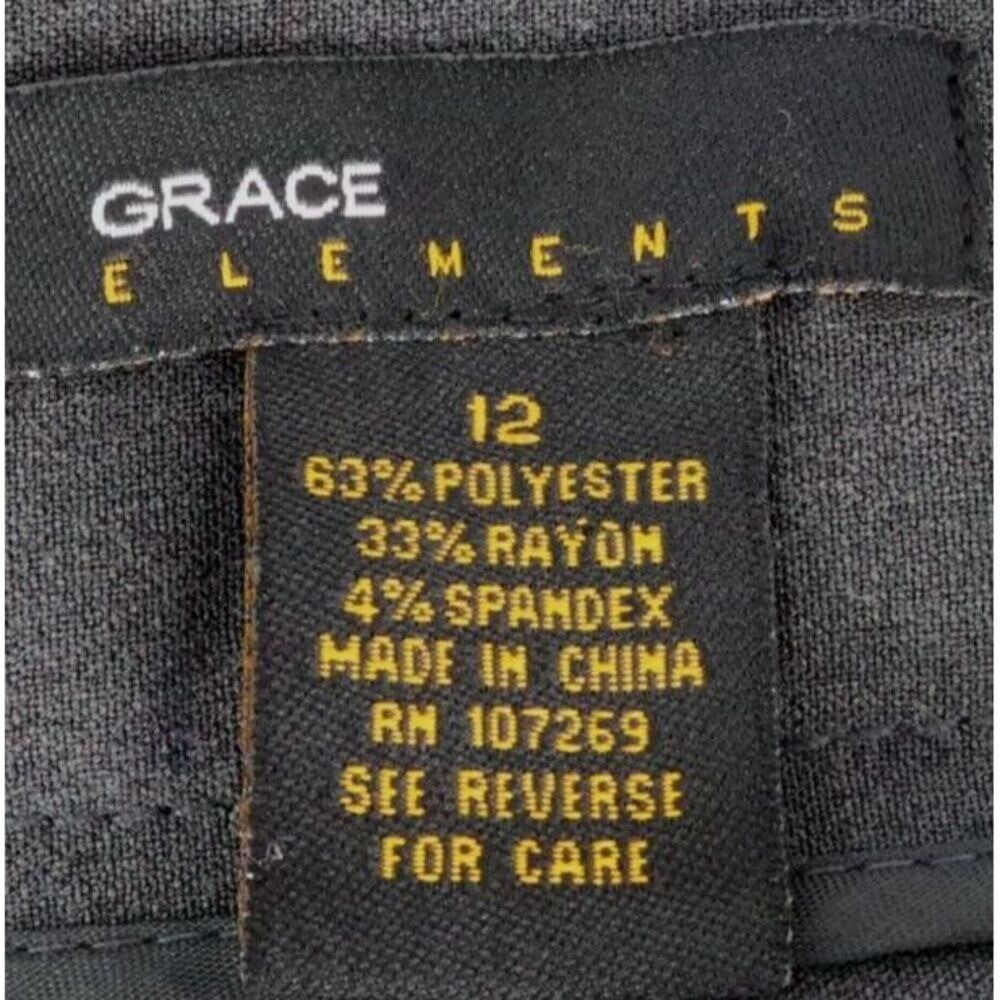 GRACE
ELEMENTS
12
63% POLYESTER
33% RAYON
4% SPANDEX
MADE IN CHINA
RN 107269
SEE REVERSE
FOR CARE